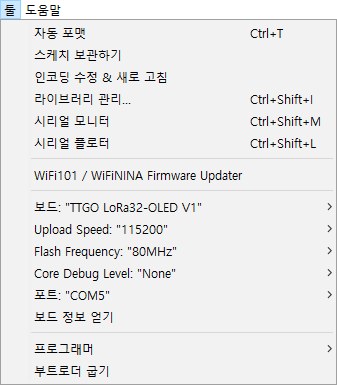 툴 도움말
자동 포맷 Ctrl+T
스케치 보관하기
인코딩 수정 & 새로 고침
라이브러리 관리... Ctrl+Shift+I
시리얼 모니터 Ctrl+Shift+M
시리얼 플로터 Ctrl+Shift+L
WiFi101 / WiFiNINA Firmware Updater
보드: "TTGO LoRa32-OLED V1"
Upload Speed: "115200"
Flash Frequency: "80MHz"
Core Debug Level: "None"
포트: "COM5"
보드 정보 얻기
프로그래머
부트로더 굽기